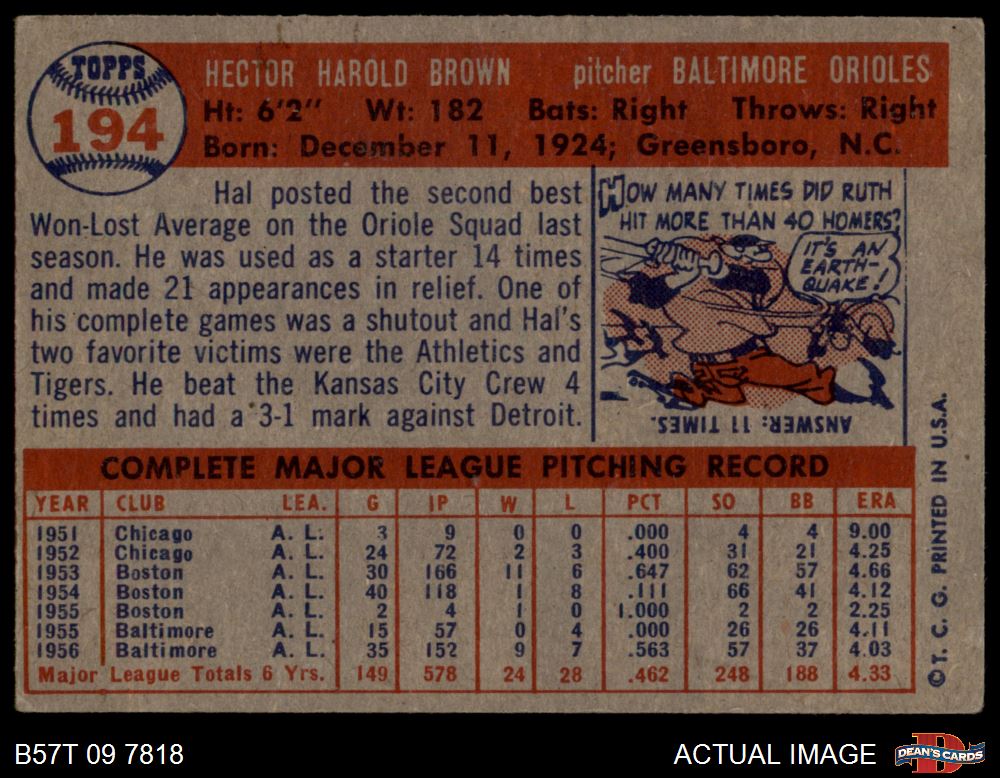 TOPPS
194
HECTOR HAROLD BROWN pitcher BALTIMORE ORIOLES
Ht: 6'2" Wt: 182 Bats: Right Throws: Right
Born: December 11, 1924; Greensboro, N.C.
Hal posted the second best
Won-Lost Average on the Oriole Squad last
season. He was used as a starter 14 times
and made 21 appearances in relief. One of
his complete games was a shutout and Hal's
two favorite victims were the Athletics and
Tigers. He beat the Kansas City Crew 4
times and had a 3-1 mark against Detroit.
HOW MANY TIMES DID RUTH
HIT MORE THAN 40 HOMERS?
IT'S AN
EARTH-
QUAKE!
ANSWER: 11 TIMES.
COMPLETE MAJOR LEAGUE PITCHING RECORD
YEAR CLUB LEA. G IP W L PCT SO BB ERA
1951 Chicago A. L. 3 9 0 0 .000 4 4 9.00
1952 Chicago A. L. 24 72 2 3 .400 31 21 4.25
1953 Boston A. L. 30 166 11 6 .647 62 57 4.66
1954 Boston A. L. 40 118 1 8 .111 66 41 4.12
1955 Boston A. L. 2 4 1 0 1.000 2 2 2.25
1955 Baltimore A. L. 15 57 0 4 .000 26 26 4.11
1956 Baltimore A. L. 35 152 9 7 .563 57 37 4.03
Major League Totals 6 Yrs. 149 578 24 28 .462 248 188 4.33
©T. C. G. PRINTED IN U.S.A.
B57T 09 7818
ACTUAL IMAGE
DEAN'S CARDS